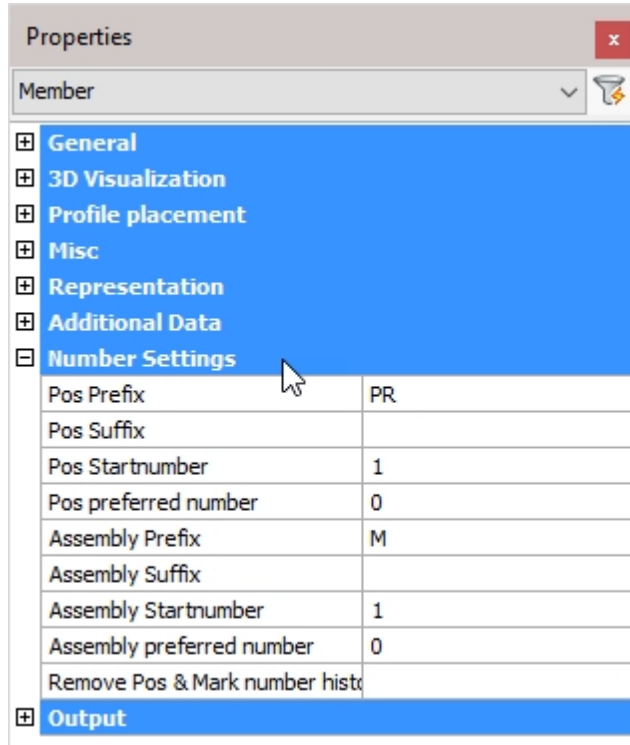 Properties
x
Member
General
3D Visualization
Profile placement
Misc
Representation
Additional Data
Number Settings
Pos Prefix PR
Pos Suffix
Pos Startnumber 1
Pos preferred number 0
Assembly Prefix M
Assembly Suffix
Assembly Startnumber 1
Assembly preferred number 0
Remove Pos & Mark number histo
Output